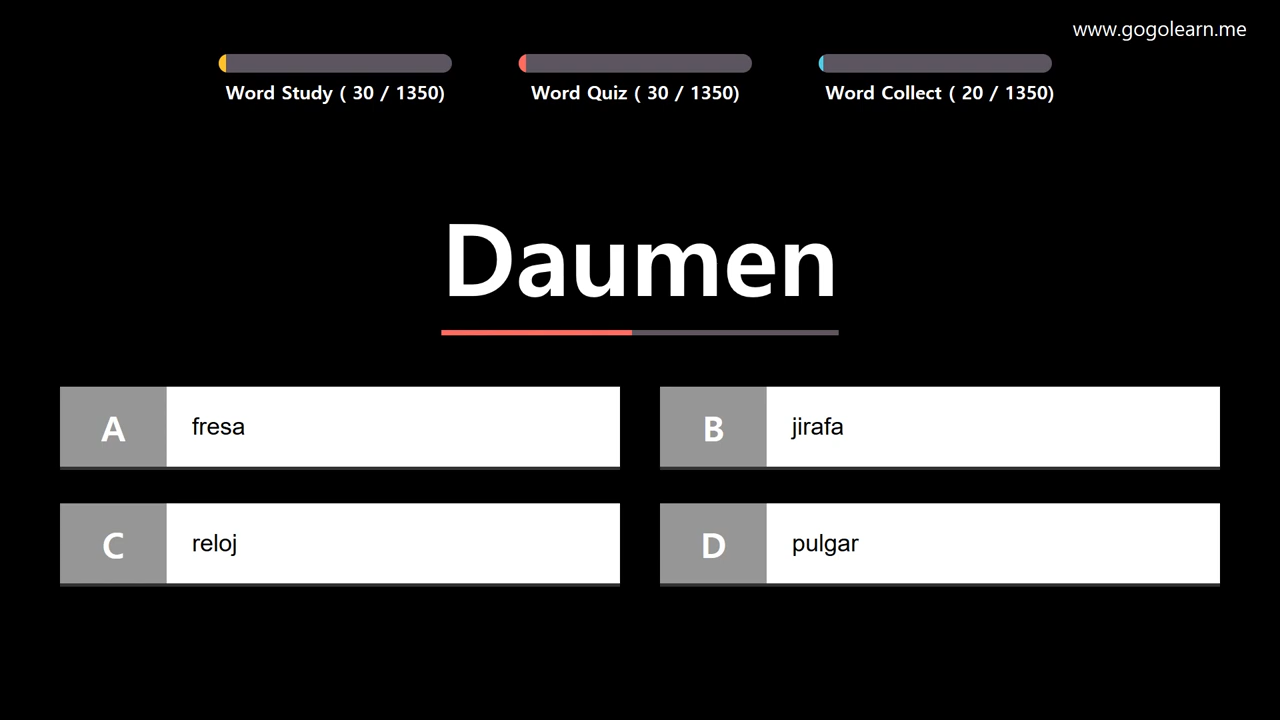 www.gogolearn.me
Word Study ( 30 / 1350)
Word Quiz ( 30 / 1350)
Word Collect ( 20 / 1350)
Daumen
A fresa
B jirafa
C reloj
D pulgar